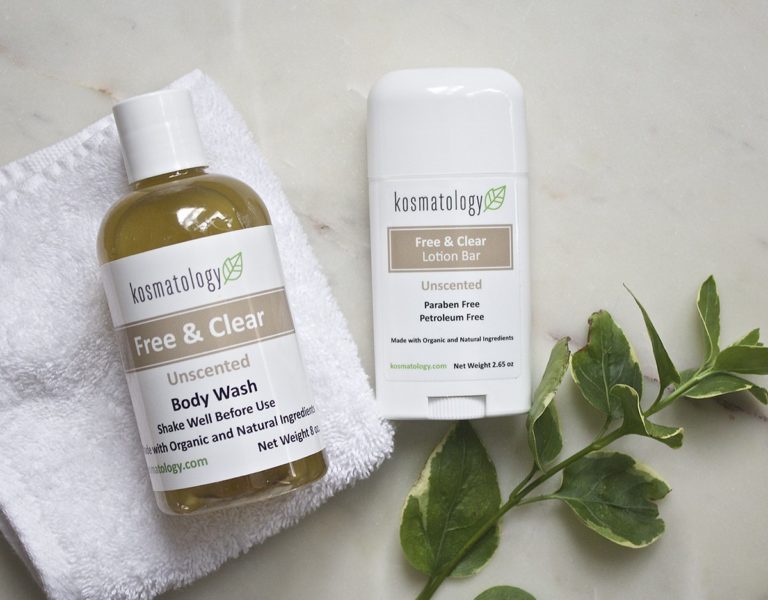 kosmatology
Free & Clear
Unscented
Body Wash
Shake Well Before Use
with Organic and Natural Ingredients
Net Weight 8 oz.
kosmatology
Free & Clear
Lotion Bar
Unscented
Paraben Free
Petroleum Free
Made with Organic and Natural Ingredients
kosmatology.com Net Weight 2.65 oz